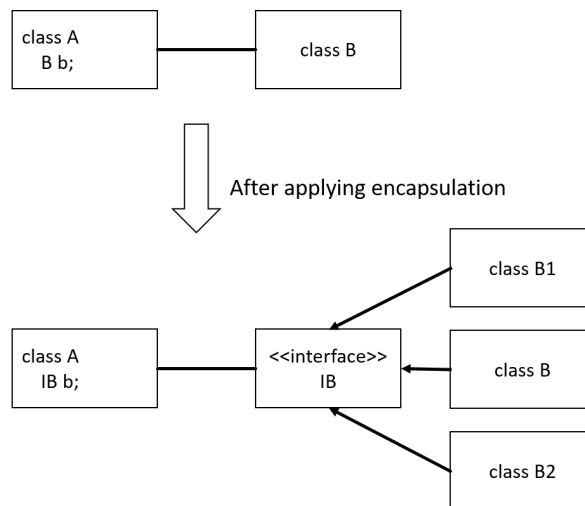 class A
B b;
class B
After applying encapsulation
class B1
class A
IB b;
<<interface>>
IB
class B
class B2